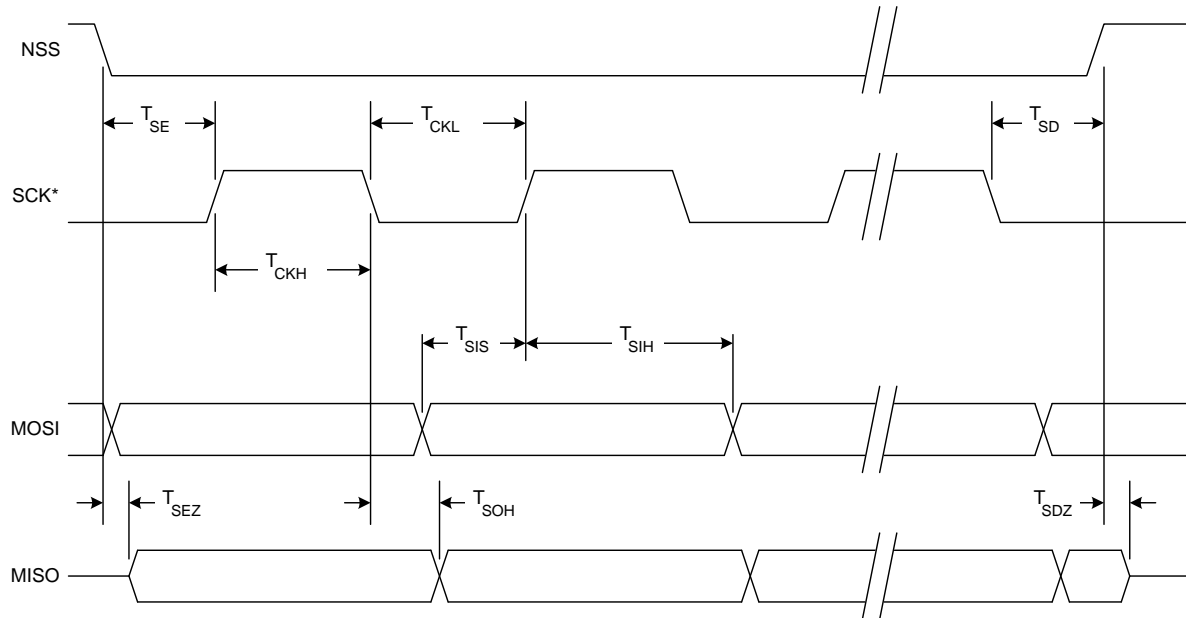 NSS
T_SE
T_CKL
T_SD
SCK*
T_CKH
T_SIS
T_SIH
MOSI
T_SEZ
T_SOH
T_SDZ
MISO